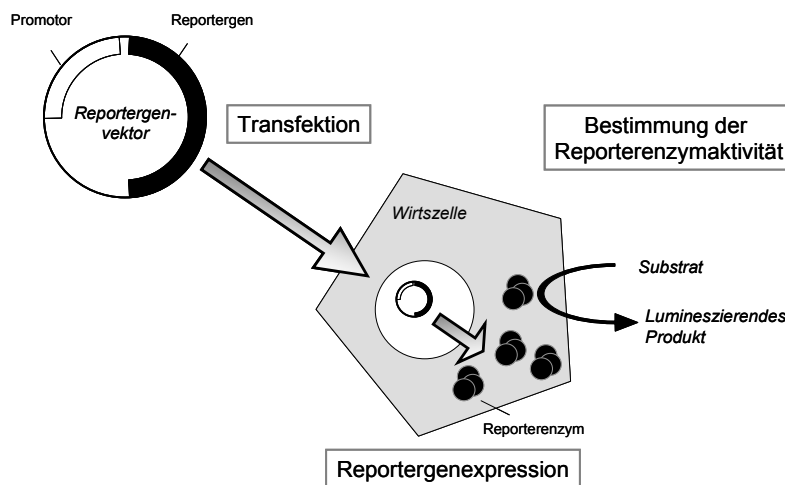 Promotor
Reportergen
Reportergen-
vektor
Transfektion
Bestimmung der
Reporterenzymaktivität
Wirtszelle
Substrat
Lumineszierendes
Produkt
Reporterenzym
Reportergenexpression